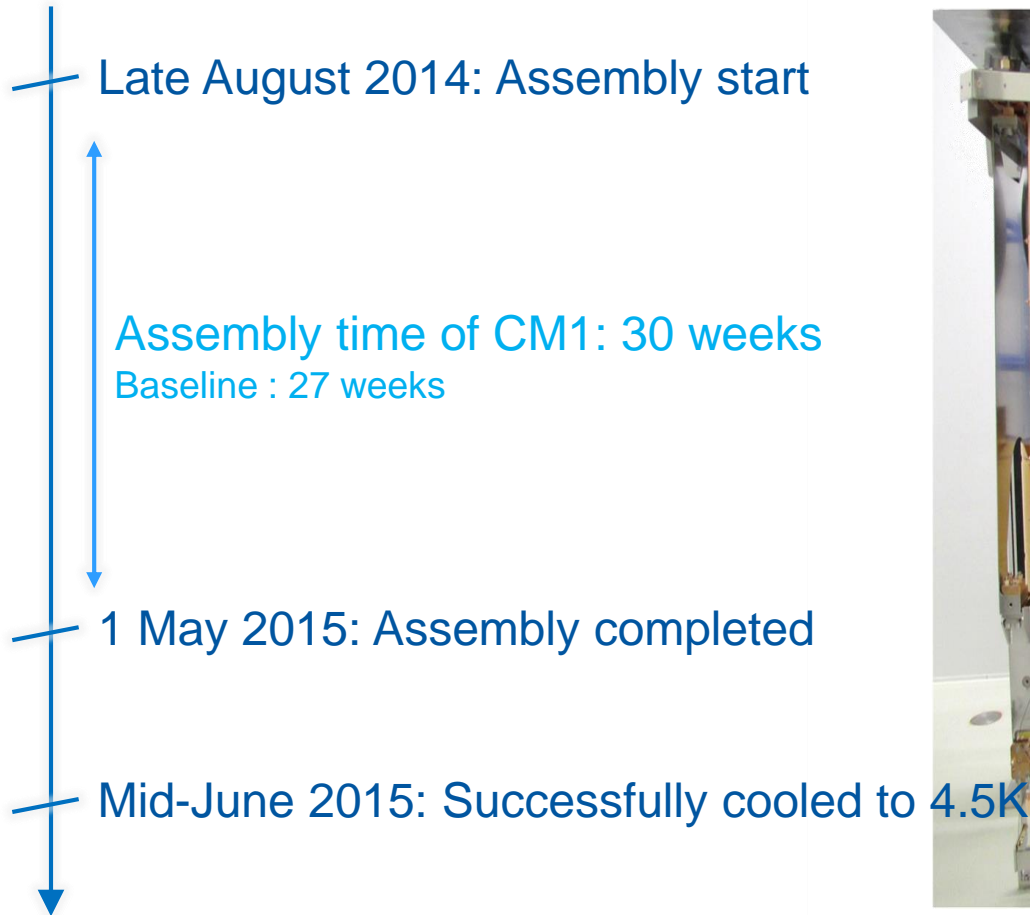 Late August 2014: Assembly start
Assembly time of CM1: 30 weeks
Baseline : 27 weeks
1 May 2015: Assembly completed
Mid-June 2015: Successfully cooled to 4.5K